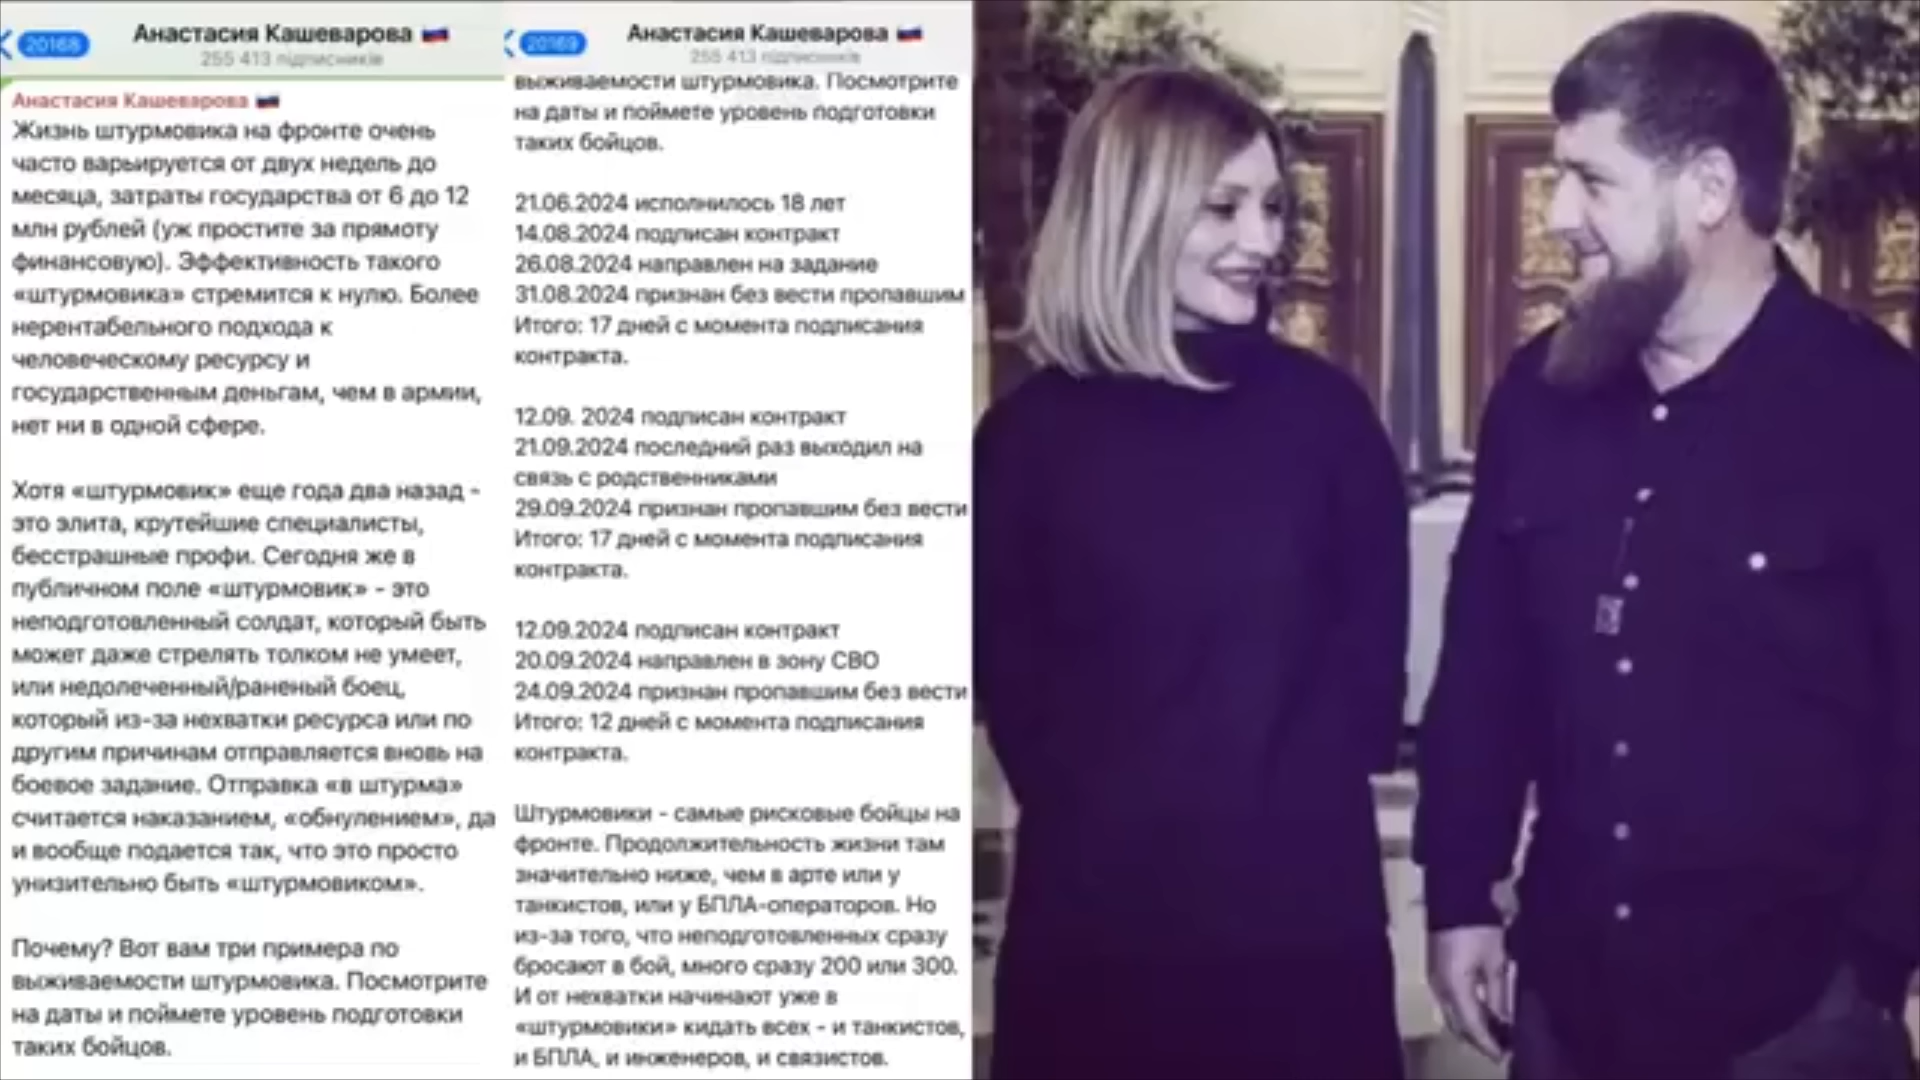 20168
Анастасия Кашеварова
255 413 підписників
Анастасия Кашеварова
Жизнь штурмовика на фронте очень
часто варьируется от двух недель до
месяца, затраты государства от 6 до 12
млн рублей (уж простите за прямоту
финансовую). Эффективность такого
«штурмовика» стремится к нулю. Более
нерентабельного подхода к
человеческому ресурсу и
государственным деньгам, чем в армии,
нет ни в одной сфере.
Хотя «штурмовик» еще года два назад -
это элита, крутейшие специалисты,
бесстрашные профи. Сегодня же в
публичном поле «штурмовик» - это
неподготовленный солдат, который быть
может даже стрелять толком не умеет,
или недолеченный/раненый боец,
который из-за нехватки ресурса или по
другим причинам отправляется вновь на
боевое задание. Отправка «в штурма»
считается наказанием, «обнулением», да
и вообще подается так, что это просто
унизительно быть «штурмовиком».
Почему? Вот вам три примера по
выживаемости штурмовика. Посмотрите
на даты и поймете уровень подготовки
таких бойцов.
20169
Анастасия Кашеварова
255 413 підписників
выживаемости штурмовика. Посмотрите
на даты и поймете уровень подготовки
таких бойцов.
21.06.2024 исполнилось 18 лет
14.08.2024 подписан контракт
26.08.2024 направлен на задание
31.08.2024 признан без вести пропавшим
Итого: 17 дней с момента подписания
контракта.
12.09. 2024 подписан контракт
21.09.2024 последний раз выходил на
связь с родственниками
29.09.2024 признан пропавшим без вести
Итого: 17 дней с момента подписания
контракта.
12.09.2024 подписан контракт
20.09.2024 направлен в зону СВО
24.09.2024 признан пропавшим без вести
Итого: 12 дней с момента подписания
контракта.
Штурмовики - самые рисковые бойцы на
фронте. Продолжительность жизни там
значительно ниже, чем в арте или у
танкистов, или у БПЛА-операторов. Но
из-за того, что неподготовленных сразу
бросают в бой, много сразу 200 или 300.
И от нехватки начинают уже в
«штурмовики» кидать всех - и танкистов,
и БПЛА, и инженеров, и связистов.